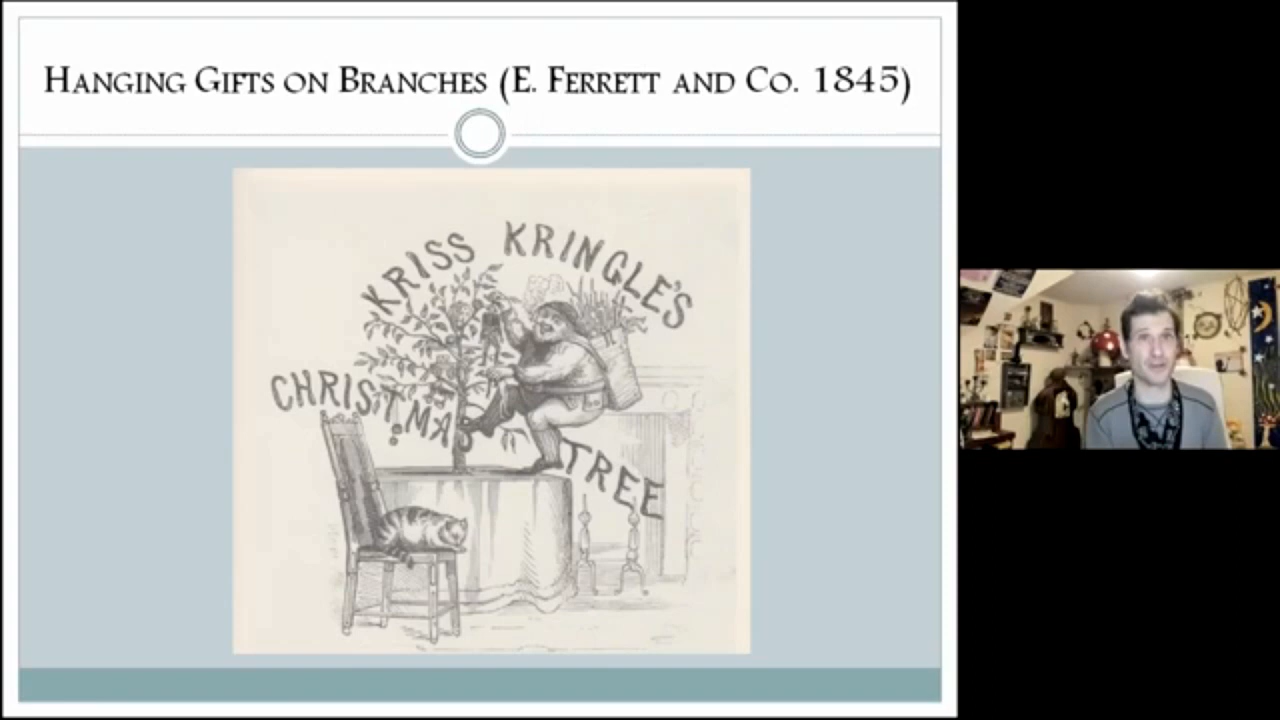 Hanging Gifts on Branches (E. Ferrett and Co. 1845)
KRISS KRINGLE'S
CHRISTMAS
TREE